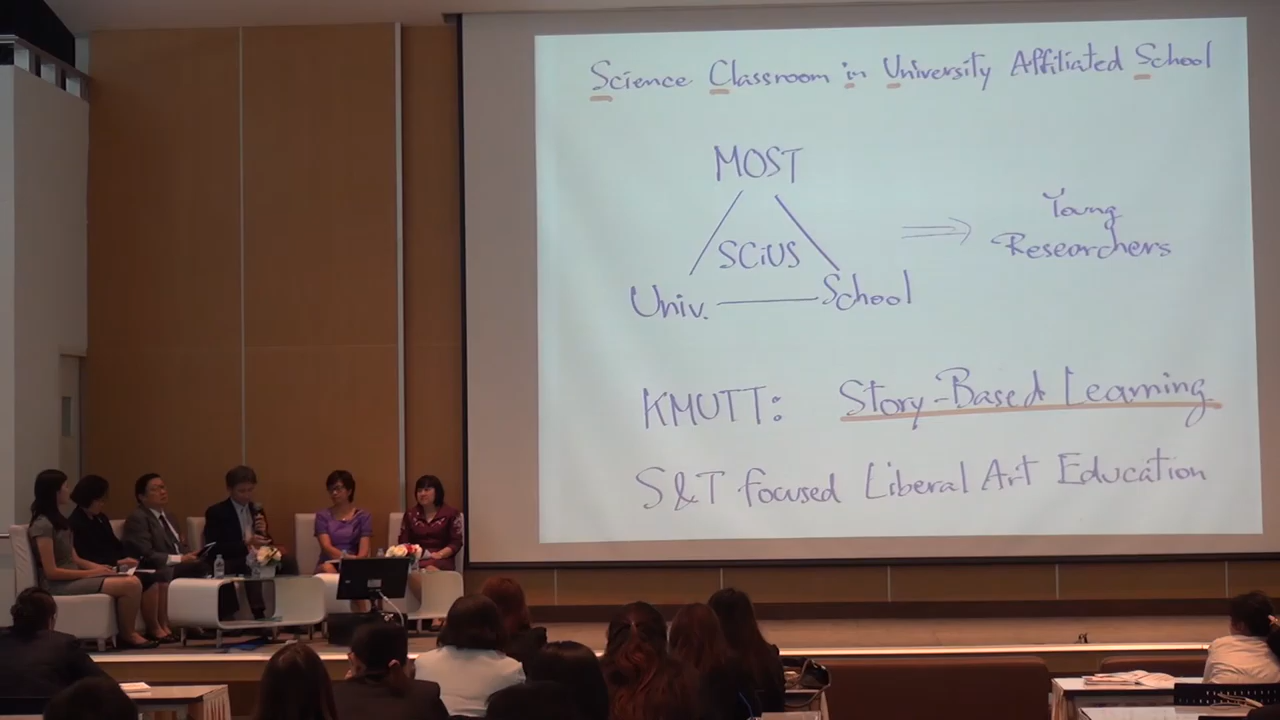 Science Classroom in University Affiliated School
MOST
SCiUS
Univ. School
Young
Researchers
KMUTT: Story-Based Learning
S&T focused Liberal Art Education